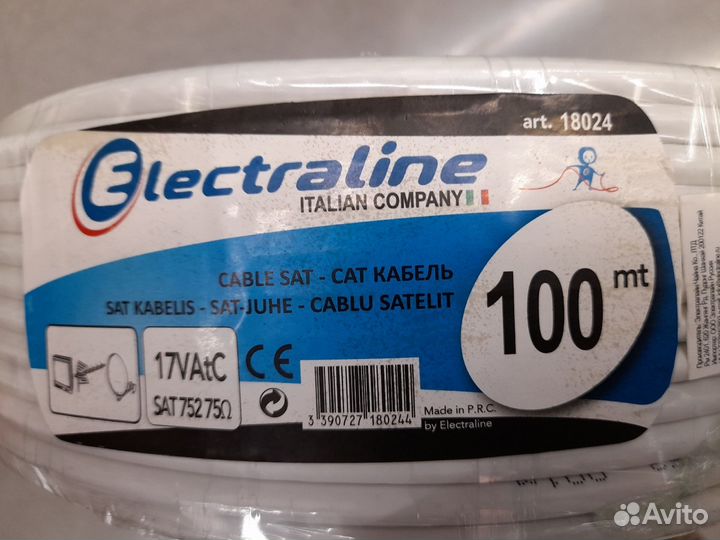 art. 18024
Electraline
ITALIAN COMPANY
CABLE SAT - CAT КАБЕЛЬ
SAT KABELIS - SAT-JUHE - CABLU SATELIT
100 mt
17VAtC
SAT 752 75Ω
CE
3 390727 180244
Made in P.R.C.
by Electraline
Avito